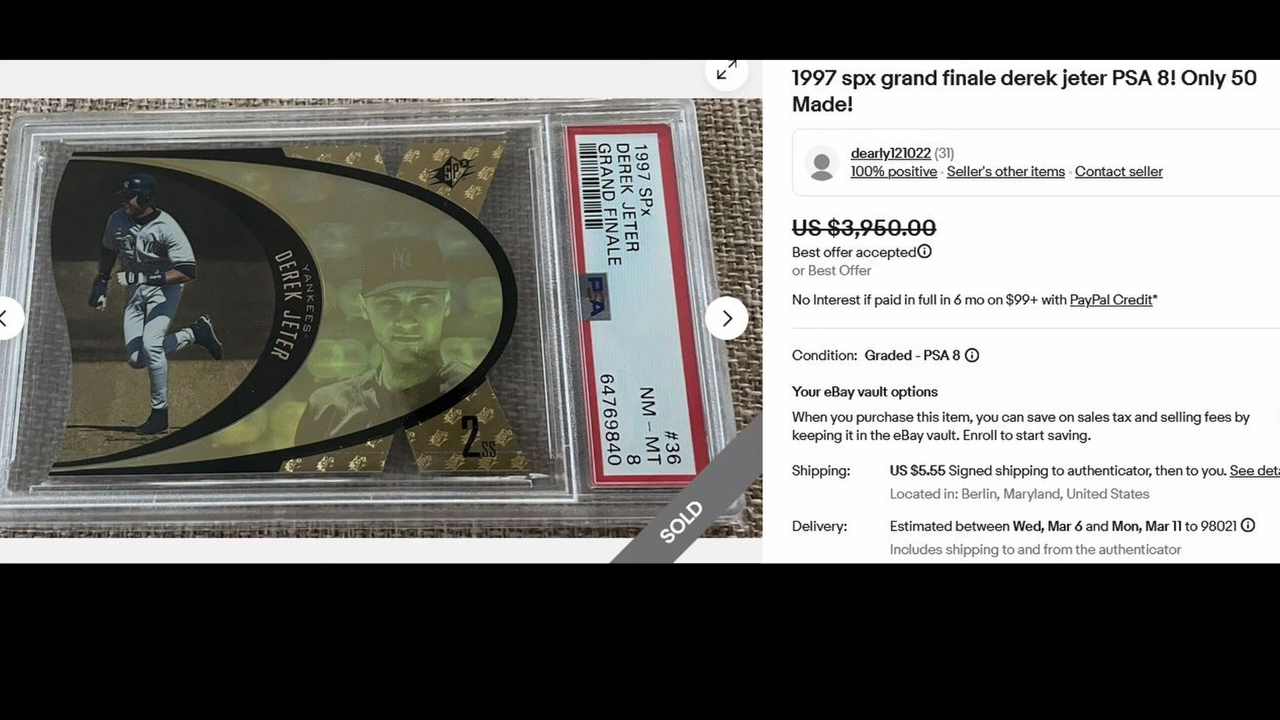 1997 spx grand finale derek jeter PSA 8! Only 50
Made!
dearly121022 (31)
100% positive · Seller's other items · Contact seller
US $3,950.00
Best offer accepted
or Best Offer
No Interest if paid in full in 6 mo on $99+ with PayPal Credit*
Condition: Graded - PSA 8
Your eBay vault options
When you purchase this item, you can save on sales tax and selling fees by
keeping it in the eBay vault. Enroll to start saving.
Shipping: US $5.55 Signed shipping to authenticator, then to you. See
Located in: Berlin, Maryland, United States
Delivery: Estimated between Wed, Mar 6 and Mon, Mar 11 to 98021
Includes shipping to and from the authenticator
1997 SPx
DEREK JETER
GRAND FINALE
#36
NM - MT
8
64769840
PSA
SPx
YANKEES
DEREK JETER
2SS
SOLD